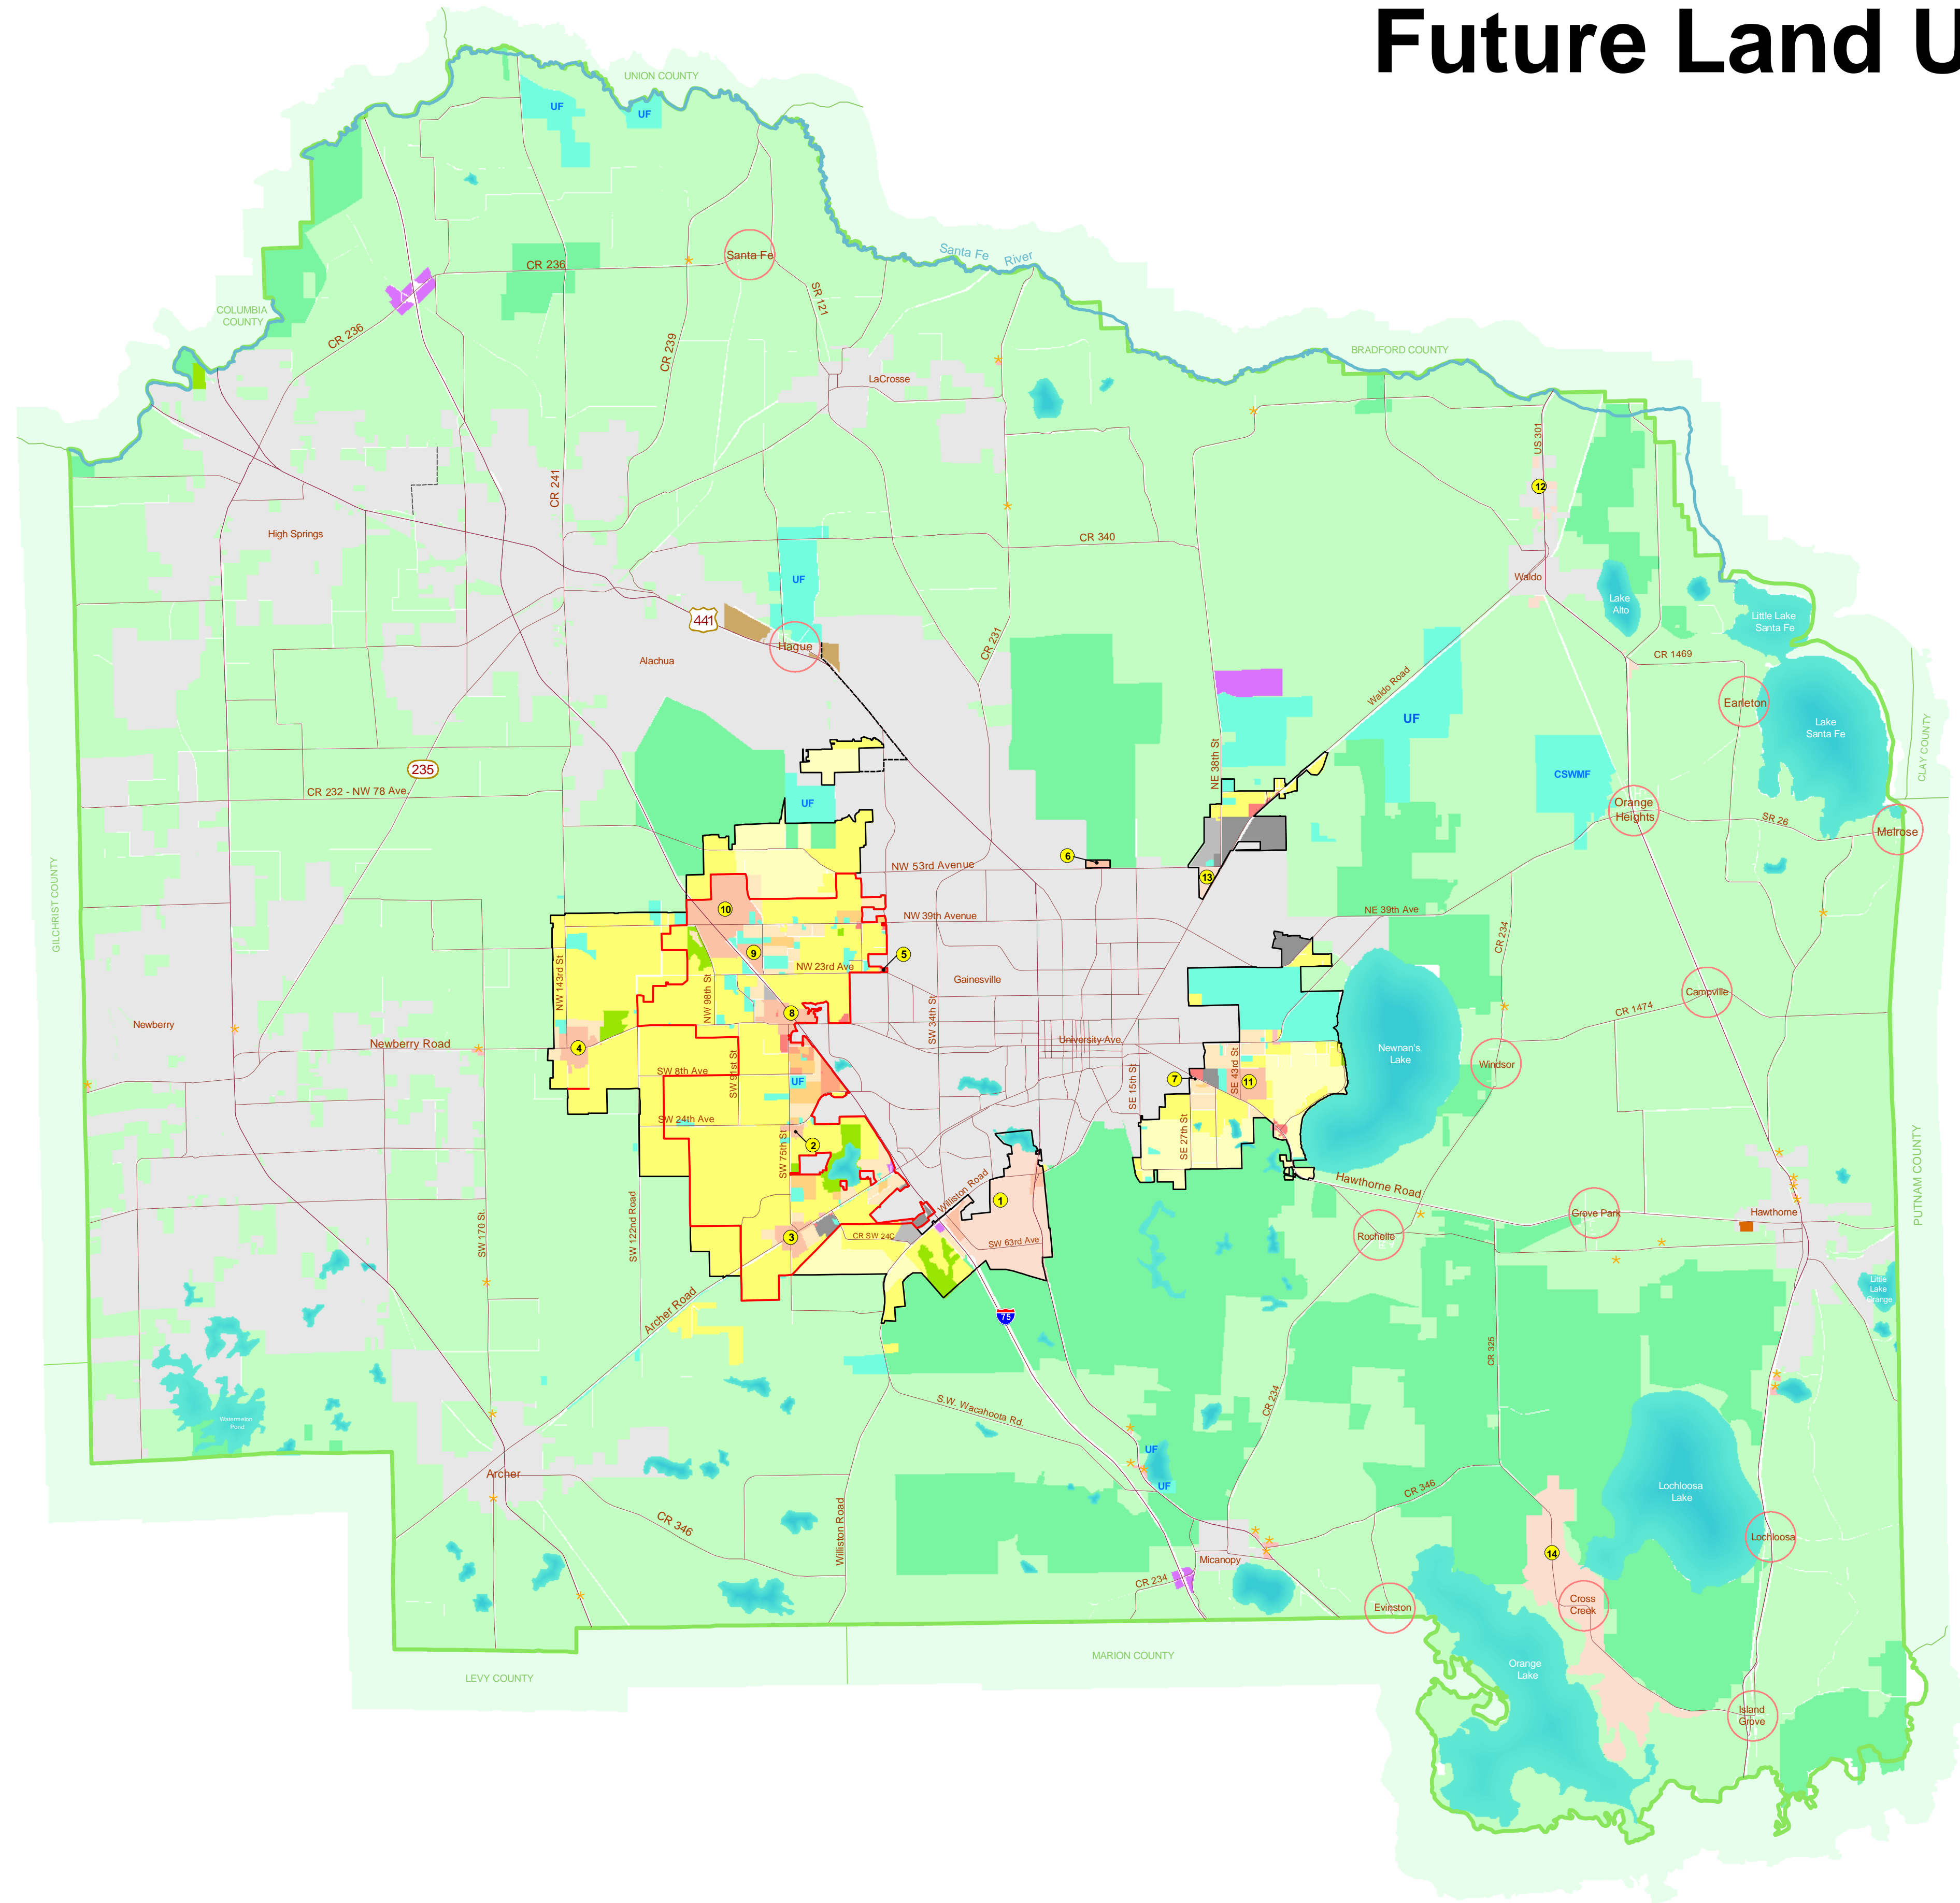 Future Land U
UNION COUNTY
UF
UF
Santa Fe
Santa Fe
River
CR 236
SR 121
COLUMBIA
COUNTY
CR 236
CR 239
BRADFORD COUNTY
LaCrosse
US 301
12
CR 241
High Springs
CR 340
UF
Waldo
Lake
Alto
Little Lake
Santa Fe
441
Hague
CR 231
Alachua
CR 1469
Waldo Road
Earleton
UF
Lake
Santa Fe
CLAY COUNTY
NE 38th St
235
CSWMF
CR 232 - NW 78 Ave.
UF
Orange
Heights
SR 26
Melrose
6
NW 53rd Avenue
13
GILCHRIST COUNTY
10
NW 39th Avenue
NE 39th Ave
CR 234
9
5
NW 143rd St
NW 23rd Ave
NW 98th St
Gainesville
Campville
8
SW 34th St
CR 1474
Newberry
Newberry Road
4
University Ave.
Newnan's
Lake
Windsor
SW 8th Ave
SW 91st St
UF
SE 15th St
7
SE 43rd St
11
SW 24th Ave
2
SW 75th St
SE 27th St
PUTNAM COUNTY
Hawthorne Road
Williston Road
1
Grove Park
Hawthorne
SW 170 St.
SW 122nd Road
3
CR SW 24C
SW 63rd Ave
Rochelle
Little
Lake
Orange
Archer Road
75
CR 325
S.W. Wacahoota Rd.
CR 234
Watermelon
Pond
UF
Archer
UF
CR 346
Lochloosa
Lake
CR 346
Williston Road
Lochloosa
14
Micanopy
CR 234
Evinston
Cross
Creek
MARION COUNTY
LEVY COUNTY
Orange
Lake
Island
Grove